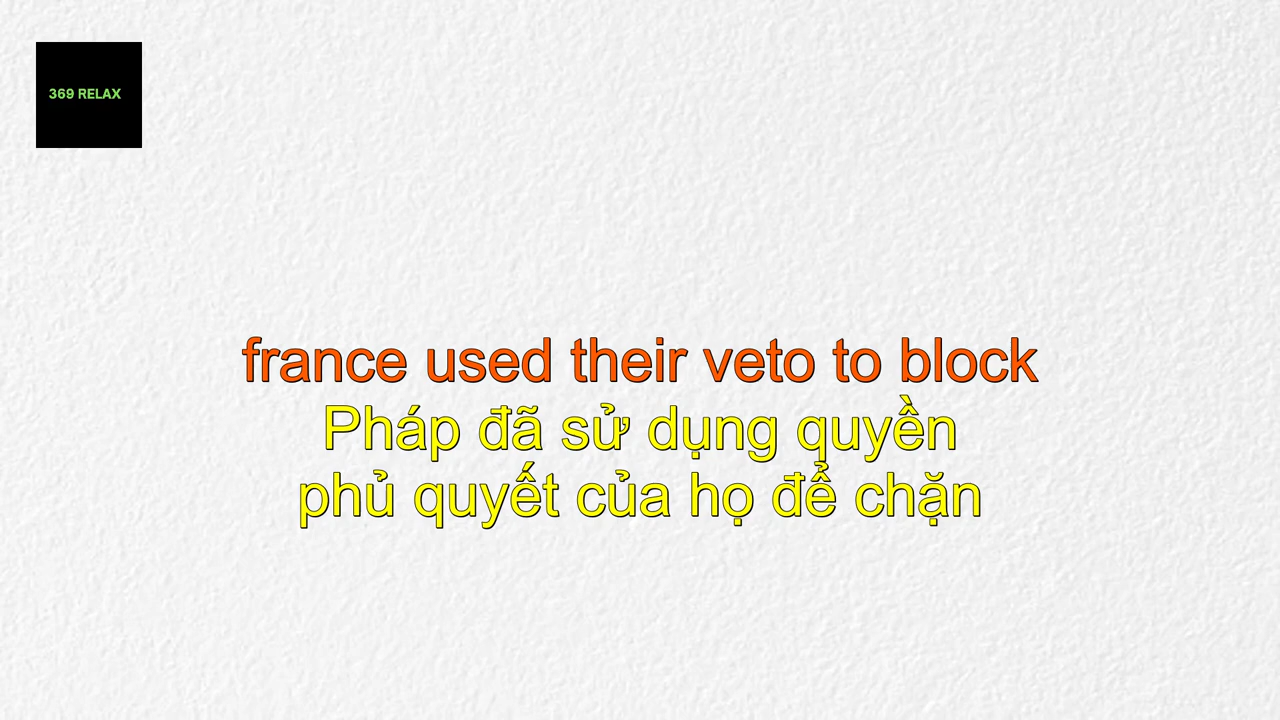 369 RELAX
france used their veto to block
Pháp đã sử dụng quyền
phủ quyết của họ để chặn